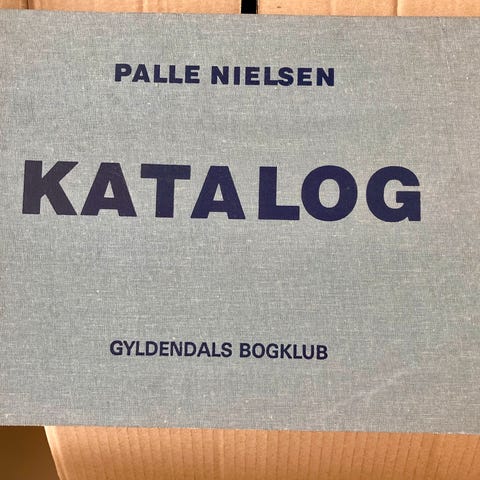 PALLE NIELSEN
KATALOG
GYLDENDALS BOGKLUB